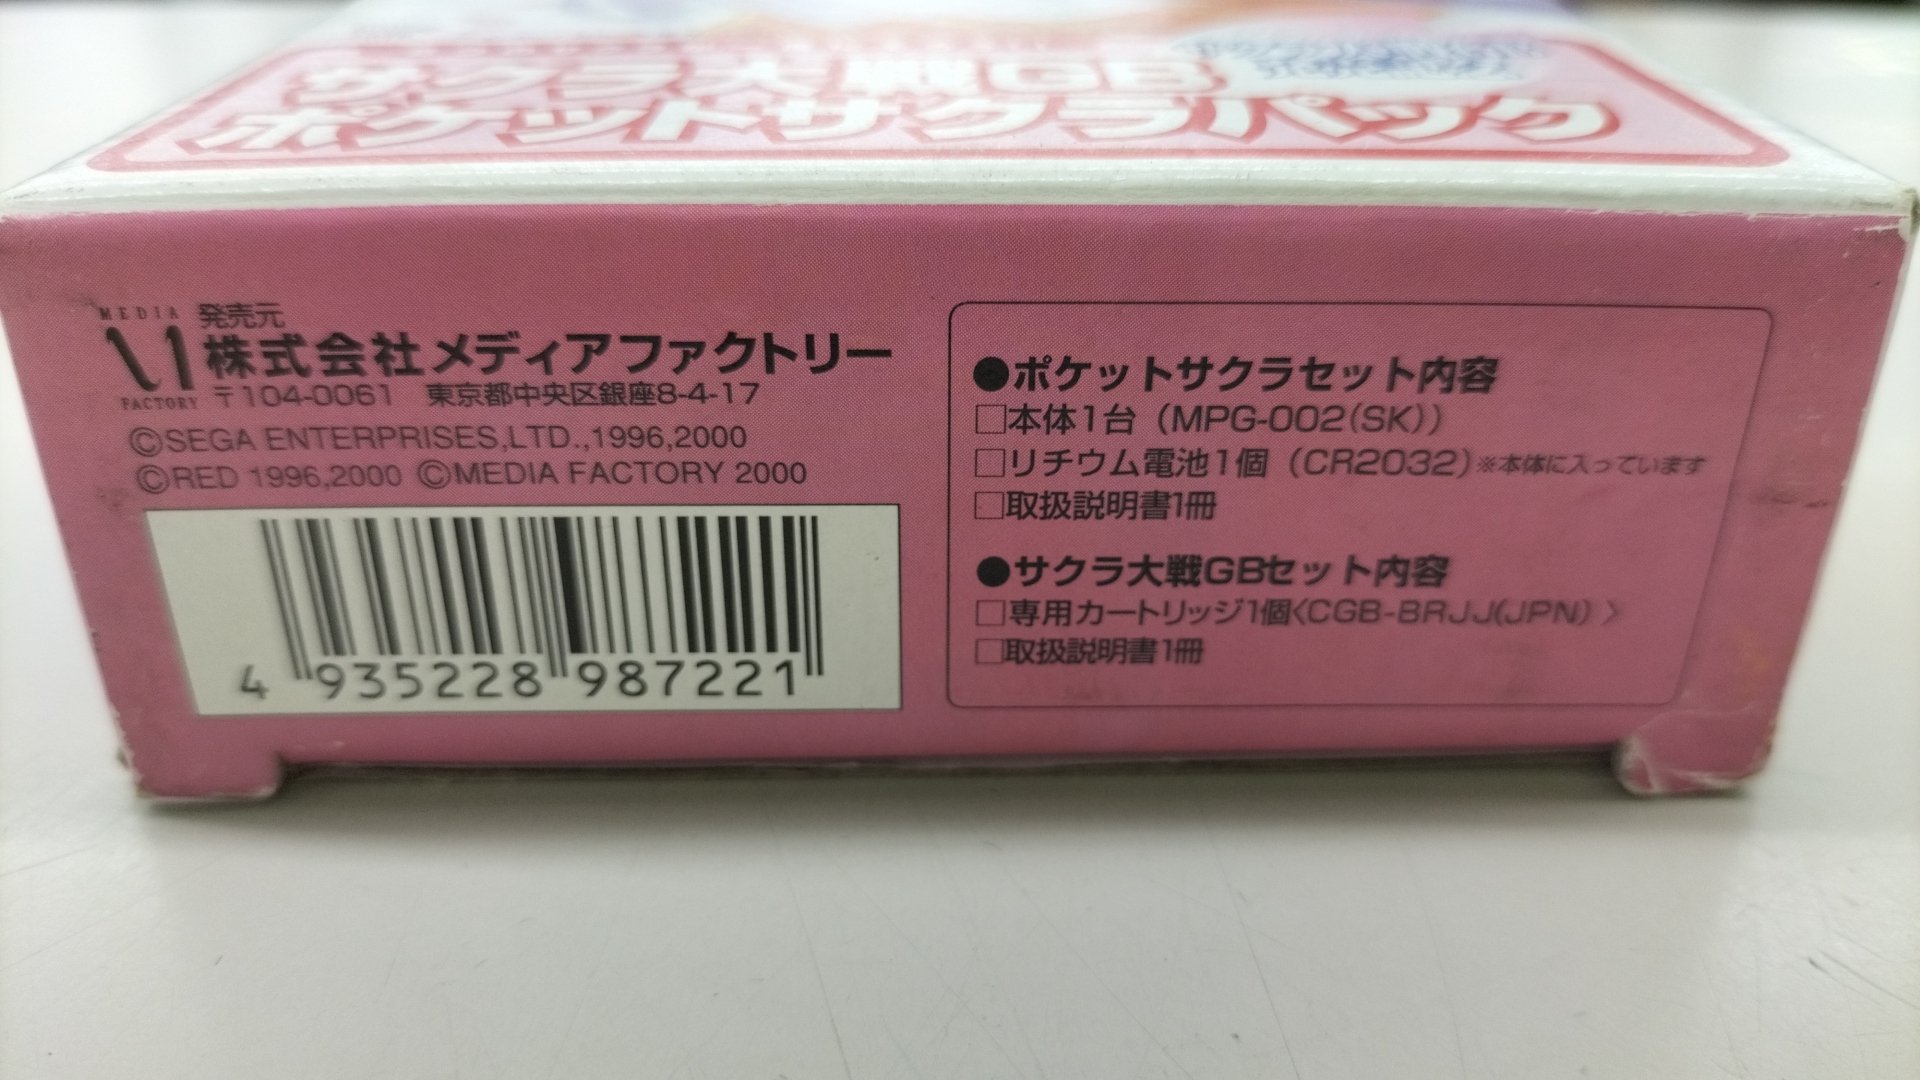 サクラ大戦GB
ポケットサクラパック
MEDIA FACTORY
発売元
株式会社メディアファクトリー
〒104-0061 東京都中央区銀座8-4-17
©SEGA ENTERPRISES,LTD.,1996,2000
©RED 1996,2000 ©MEDIA FACTORY 2000
4 935228 987221
●ポケットサクラセット内容
□本体1台（MPG-002(SK)）
□リチウム電池1個（CR2032）※本体に入っています
□取扱説明書1冊
●サクラ大戦GBセット内容
□専用カートリッジ1個〈CGB-BRJJ(JPN)〉
□取扱説明書1冊